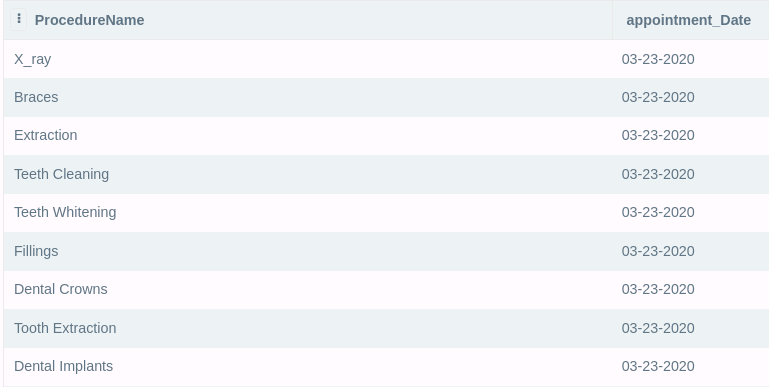 ProcedureName appointment_Date
X_ray 03-23-2020
Braces 03-23-2020
Extraction 03-23-2020
Teeth Cleaning 03-23-2020
Teeth Whitening 03-23-2020
Fillings 03-23-2020
Dental Crowns 03-23-2020
Tooth Extraction 03-23-2020
Dental Implants 03-23-2020